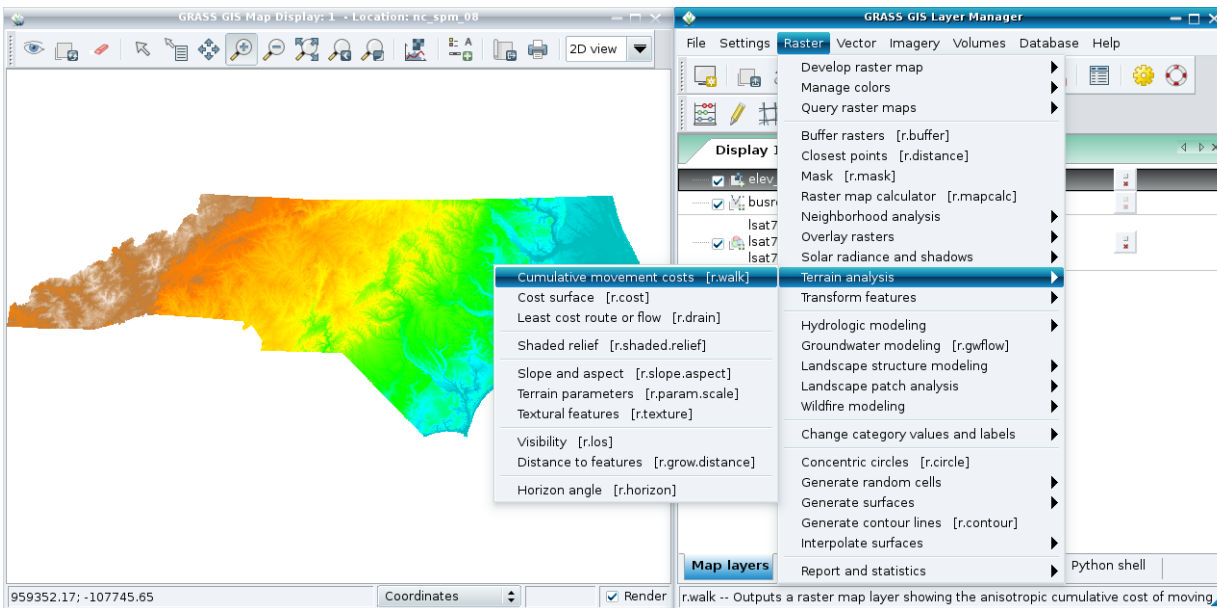 GRASS GIS Map Display: 1 - Location: nc_spm_08
2D view
959352.17; -107745.65
Coordinates
Render
GRASS GIS Layer Manager
File Settings Raster Vector Imagery Volumes Database Help
Display
elev_
busr
lsat7
lsat7
lsat7
Develop raster map
Manage colors
Query raster maps
Buffer rasters [r.buffer]
Closest points [r.distance]
Mask [r.mask]
Raster map calculator [r.mapcalc]
Neighborhood analysis
Overlay rasters
Solar radiance and shadows
Terrain analysis
Transform features
Hydrologic modeling
Groundwater modeling [r.gwflow]
Landscape structure modeling
Landscape patch analysis
Wildfire modeling
Change category values and labels
Concentric circles [r.circle]
Generate random cells
Generate surfaces
Generate contour lines [r.contour]
Interpolate surfaces
Report and statistics
Cumulative movement costs [r.walk]
Cost surface [r.cost]
Least cost route or flow [r.drain]
Shaded relief [r.shaded.relief]
Slope and aspect [r.slope.aspect]
Terrain parameters [r.param.scale]
Textural features [r.texture]
Visibility [r.los]
Distance to features [r.grow.distance]
Horizon angle [r.horizon]
Map layers
Python shell
r.walk -- Outputs a raster map layer showing the anisotropic cumulative cost of moving